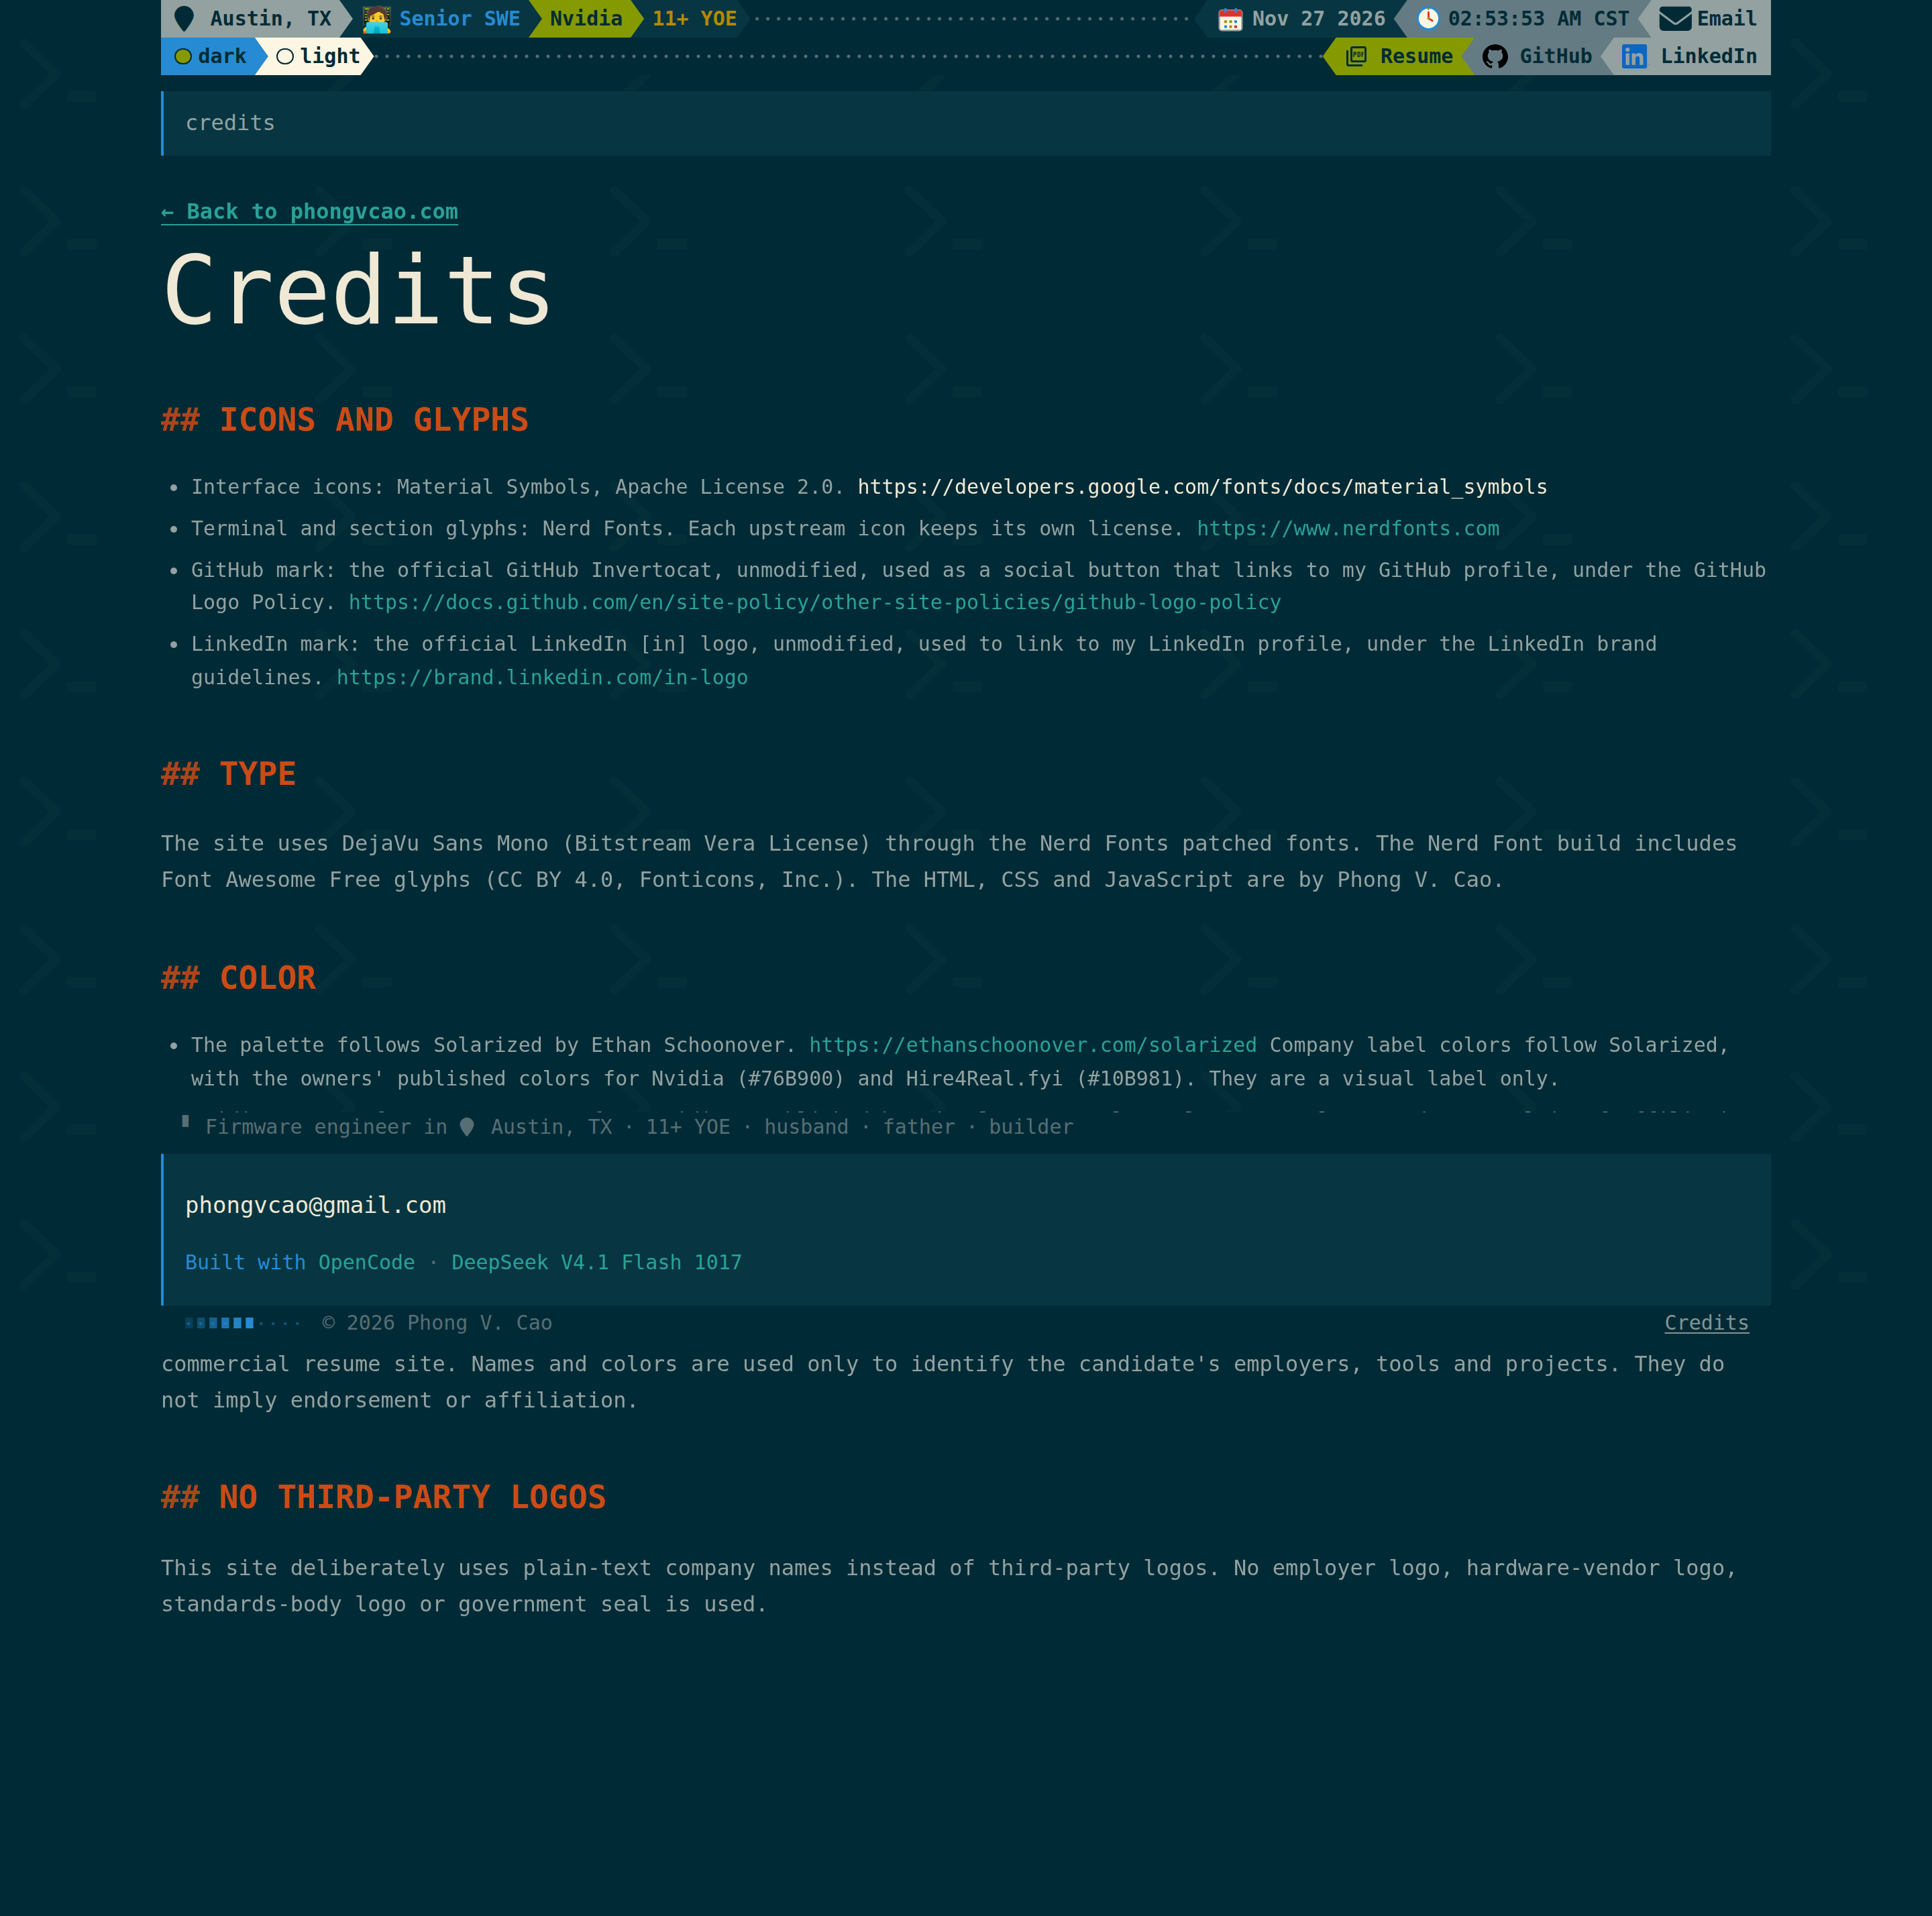 Austin, TX Senior SWE Nvidia 11+ YOE Nov 27 2026 02:53:53 AM CST Email
dark light Resume GitHub LinkedIn
credits
← Back to phongvcao.com
Credits
## ICONS AND GLYPHS
• Interface icons: Material Symbols, Apache License 2.0. https://developers.google.com/fonts/docs/material_symbols
• Terminal and section glyphs: Nerd Fonts. Each upstream icon keeps its own license. https://www.nerdfonts.com
• GitHub mark: the official GitHub Invertocat, unmodified, used as a social button that links to my GitHub profile, under the GitHub
Logo Policy. https://docs.github.com/en/site-policy/other-site-policies/github-logo-policy
• LinkedIn mark: the official LinkedIn [in] logo, unmodified, used to link to my LinkedIn profile, under the LinkedIn brand
guidelines. https://brand.linkedin.com/in-logo
## TYPE
The site uses DejaVu Sans Mono (Bitstream Vera License) through the Nerd Fonts patched fonts. The Nerd Font build includes
Font Awesome Free glyphs (CC BY 4.0, Fonticons, Inc.). The HTML, CSS and JavaScript are by Phong V. Cao.
## COLOR
• The palette follows Solarized by Ethan Schoonover. https://ethanschoonover.com/solarized Company label colors follow Solarized,
with the owners' published colors for Nvidia (#76B900) and Hire4Real.fyi (#10B981). They are a visual label only.
Firmware engineer in Austin, TX · 11+ YOE · husband · father · builder
phongvcao@gmail.com
Built with OpenCode · DeepSeek V4.1 Flash 1017
© 2026 Phong V. Cao Credits
commercial resume site. Names and colors are used only to identify the candidate's employers, tools and projects. They do
not imply endorsement or affiliation.
## NO THIRD-PARTY LOGOS
This site deliberately uses plain-text company names instead of third-party logos. No employer logo, hardware-vendor logo,
standards-body logo or government seal is used.